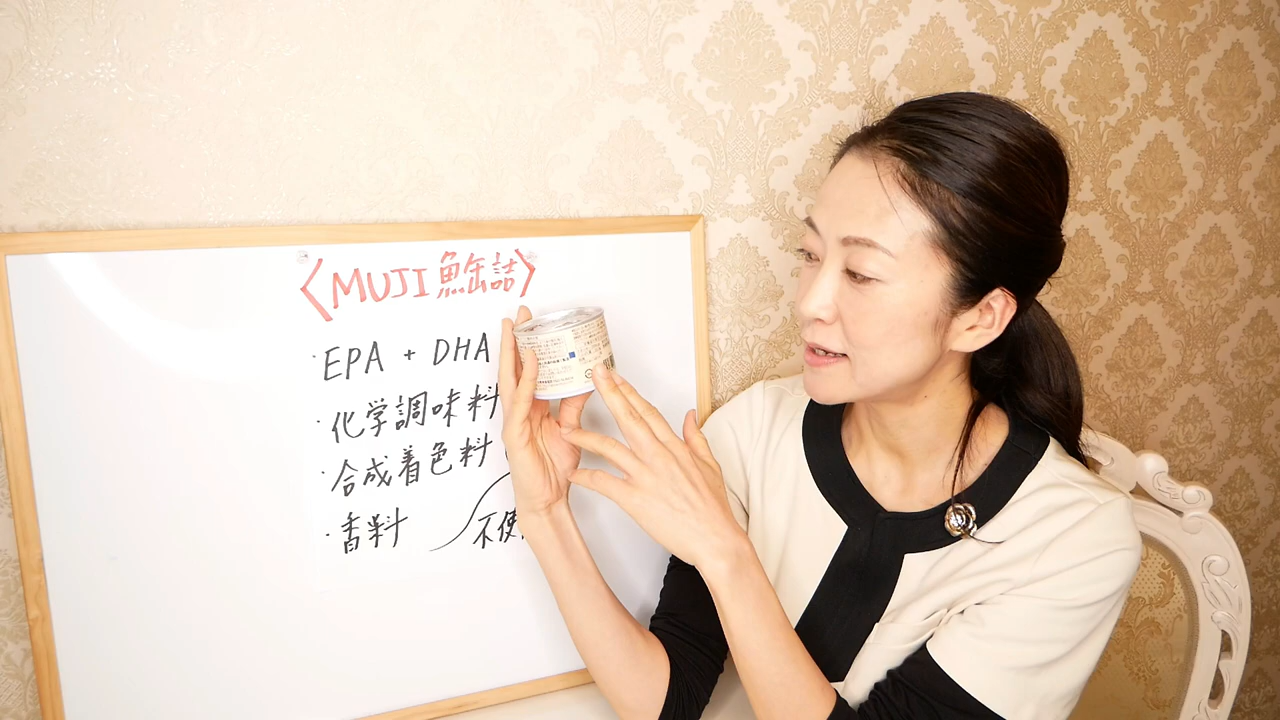 〈MUJI 魚缶詰〉
・EPA + DHA
・化学調味料
・合成着色料
・香料
不使